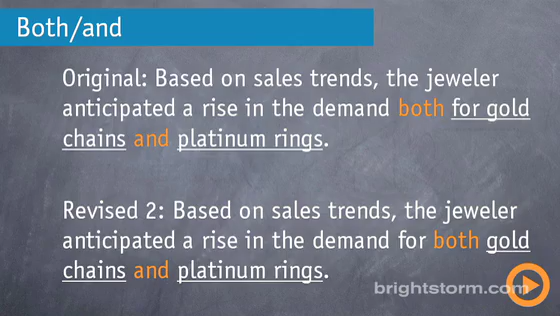 Both/and
Original: Based on sales trends, the jeweler
anticipated a rise in the demand both for gold
chains and platinum rings.
Revised 2: Based on sales trends, the jeweler
anticipated a rise in the demand for both gold
chains and platinum rings.
brightstorm.com